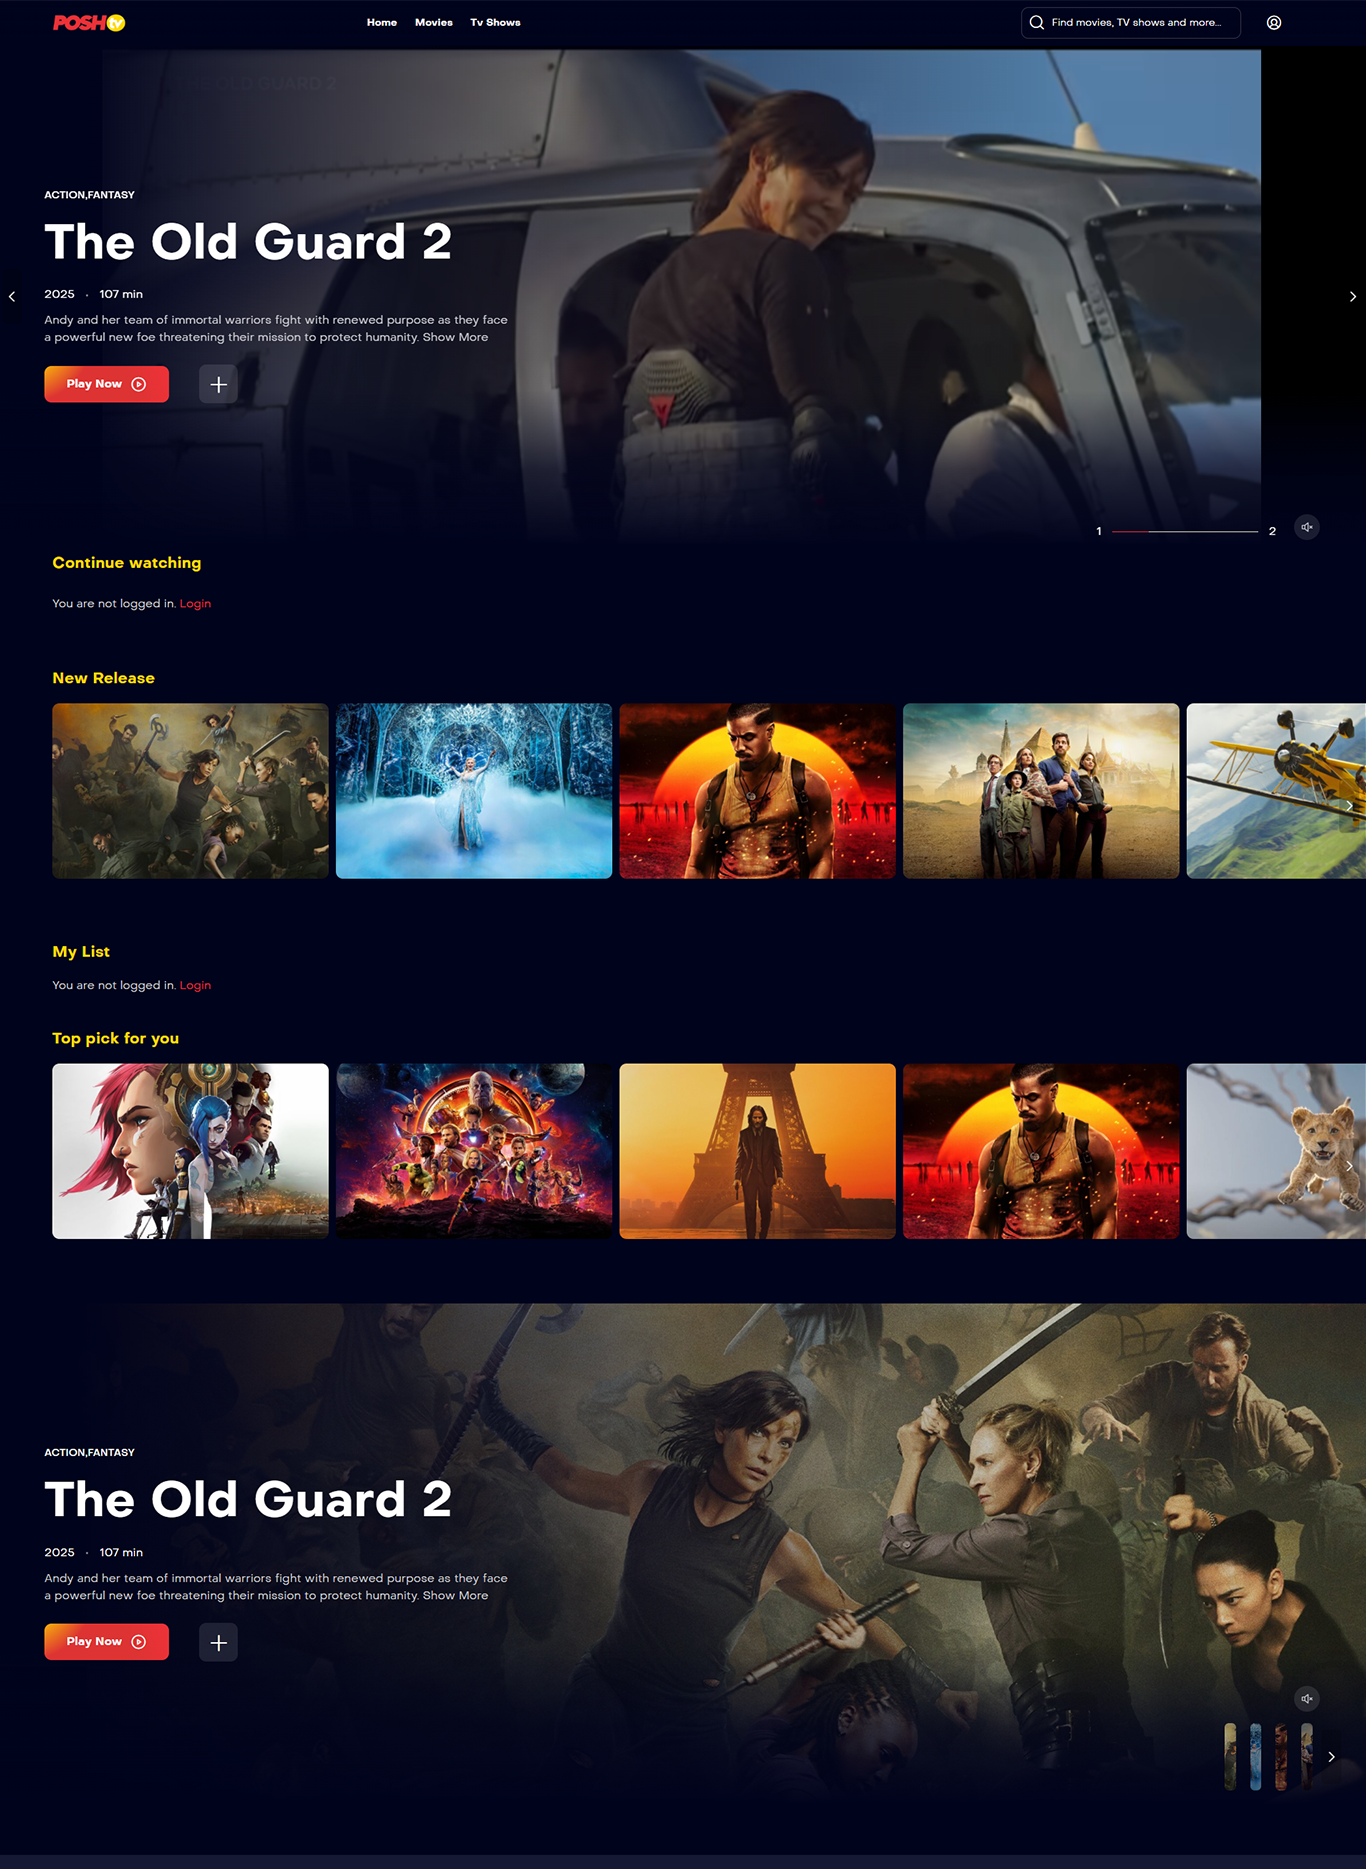 POSH tv
Home Movies Tv Shows
Find movies, TV shows and more...
THE OLD GUARD 2
ACTION,FANTASY
The Old Guard 2
2025 · 107 min
Andy and her team of immortal warriors fight with renewed purpose as they face
a powerful new foe threatening their mission to protect humanity. Show More
Play Now
1 2
Continue watching
You are not logged in. Login
New Release
My List
You are not logged in. Login
Top pick for you
ACTION,FANTASY
The Old Guard 2
2025 · 107 min
Andy and her team of immortal warriors fight with renewed purpose as they face
a powerful new foe threatening their mission to protect humanity. Show More
Play Now